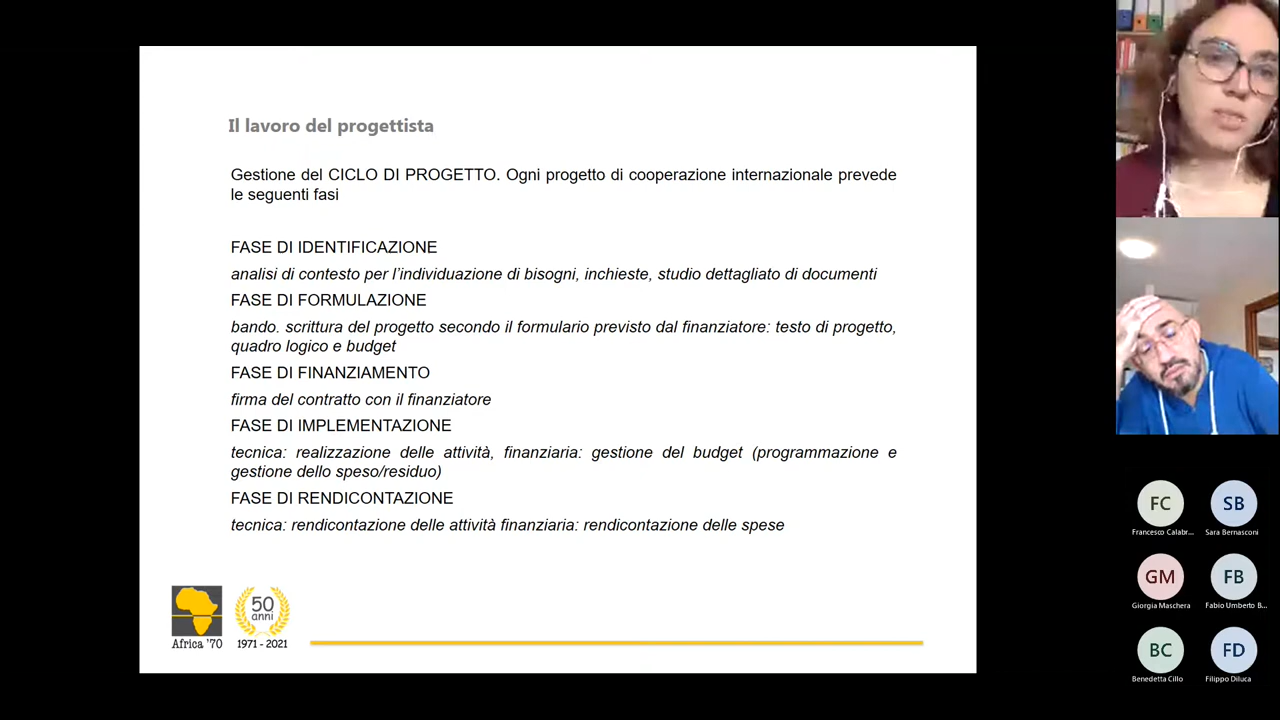 Il lavoro del progettista
Gestione del CICLO DI PROGETTO. Ogni progetto di cooperazione internazionale prevede
le seguenti fasi
FASE DI IDENTIFICAZIONE
analisi di contesto per l'individuazione di bisogni, inchieste, studio dettagliato di documenti
FASE DI FORMULAZIONE
bando. scrittura del progetto secondo il formulario previsto dal finanziatore: testo di progetto,
quadro logico e budget
FASE DI FINANZIAMENTO
firma del contratto con il finanziatore
FASE DI IMPLEMENTAZIONE
tecnica: realizzazione delle attività, finanziaria: gestione del budget (programmazione e
gestione dello speso/residuo)
FASE DI RENDICONTAZIONE
tecnica: rendicontazione delle attività finanziaria: rendicontazione delle spese
Africa '70
50
anni
1971 - 2021
FC
Francesco Calabr...
SB
Sara Bernasconi
GM
Giorgia Maschera
FB
Fabio Umberto B...
BC
Benedetta Cillo
FD
Filippo Diluca